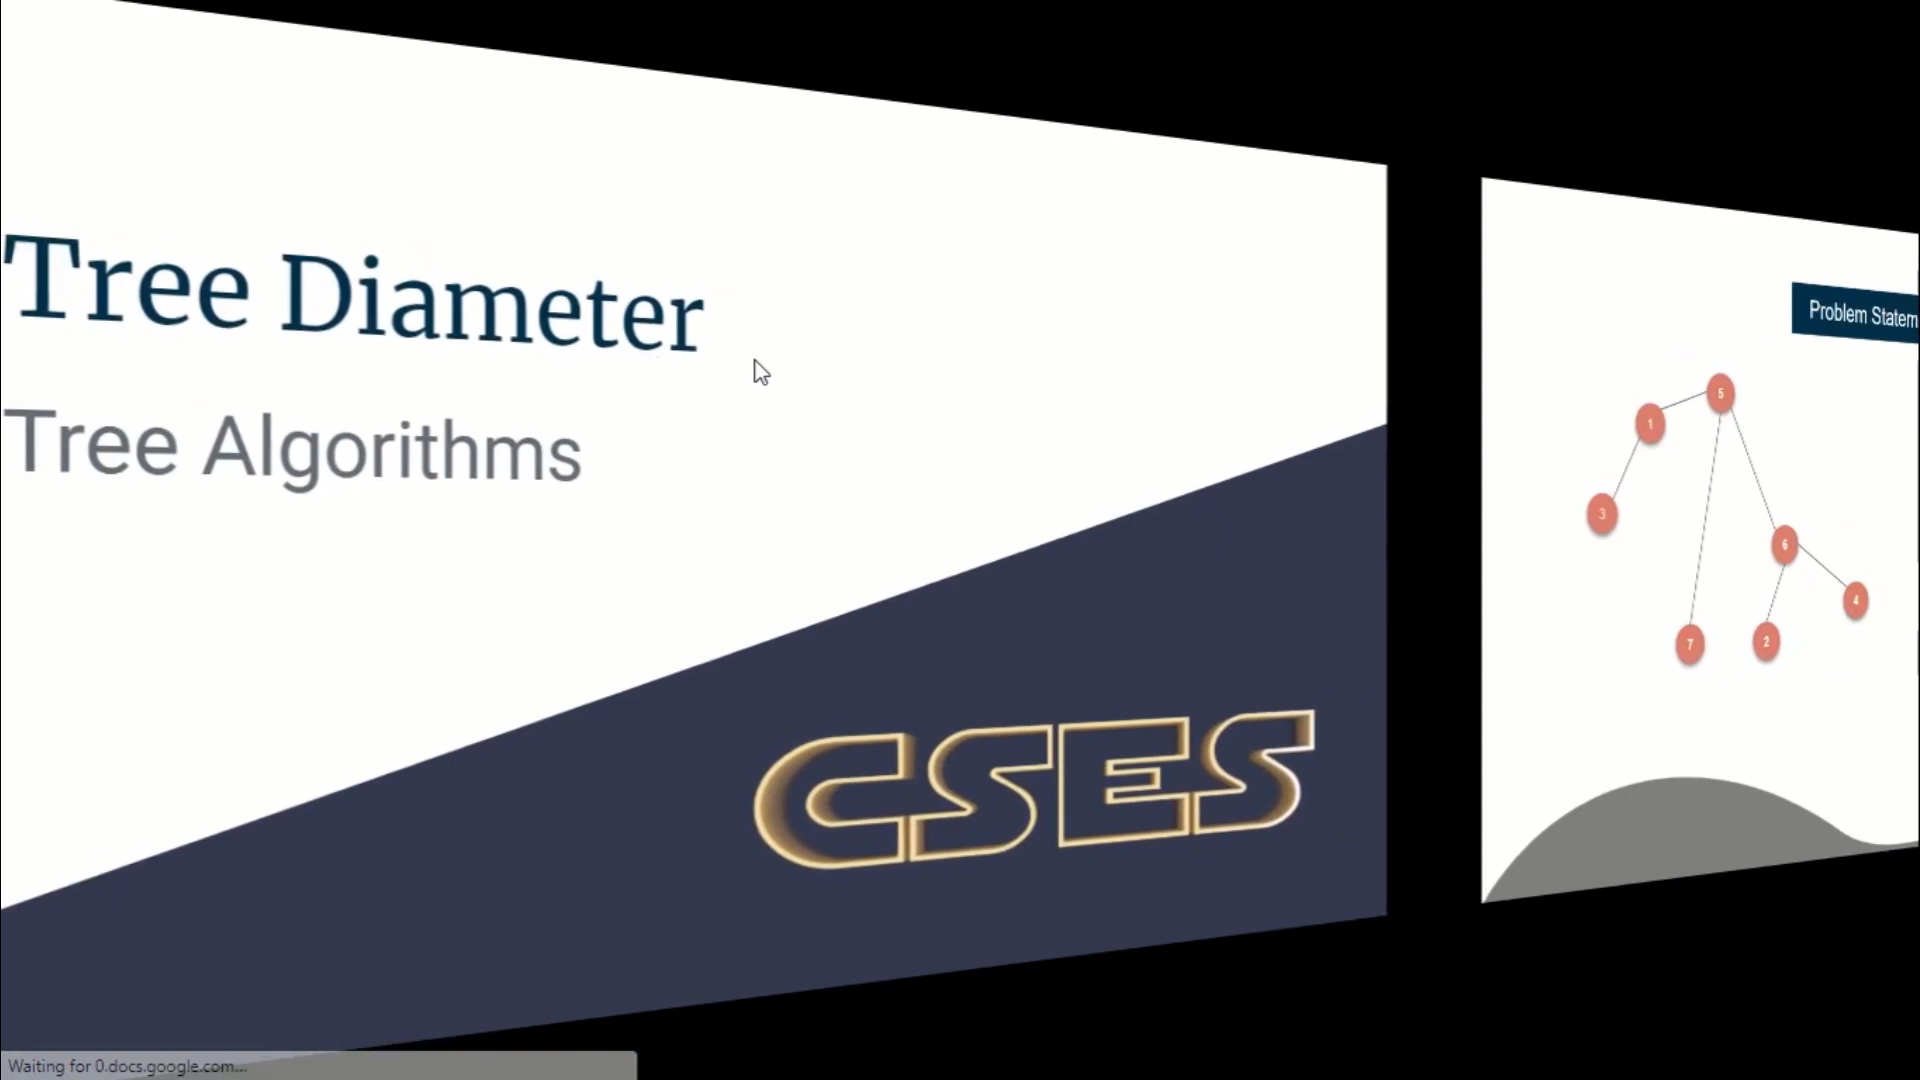 Tree Diameter
Tree Algorithms
CSES
Problem Statem
5
1
3
6
4
7
2
Waiting for 0.docs.google.com...